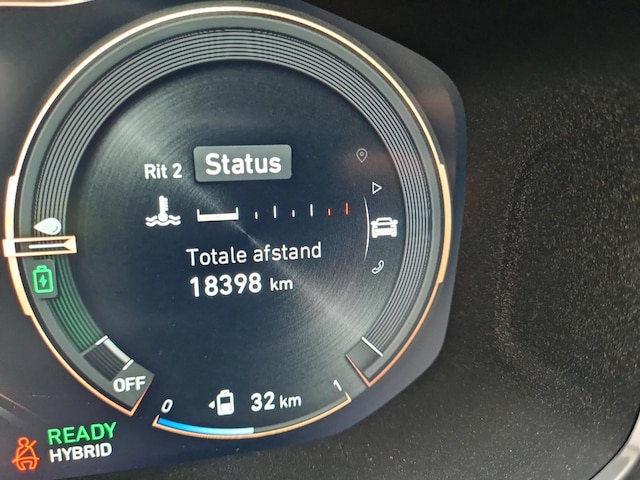 Rit 2 Status
Totale afstand
18398 km
OFF
0 32 km 1
READY
HYBRID